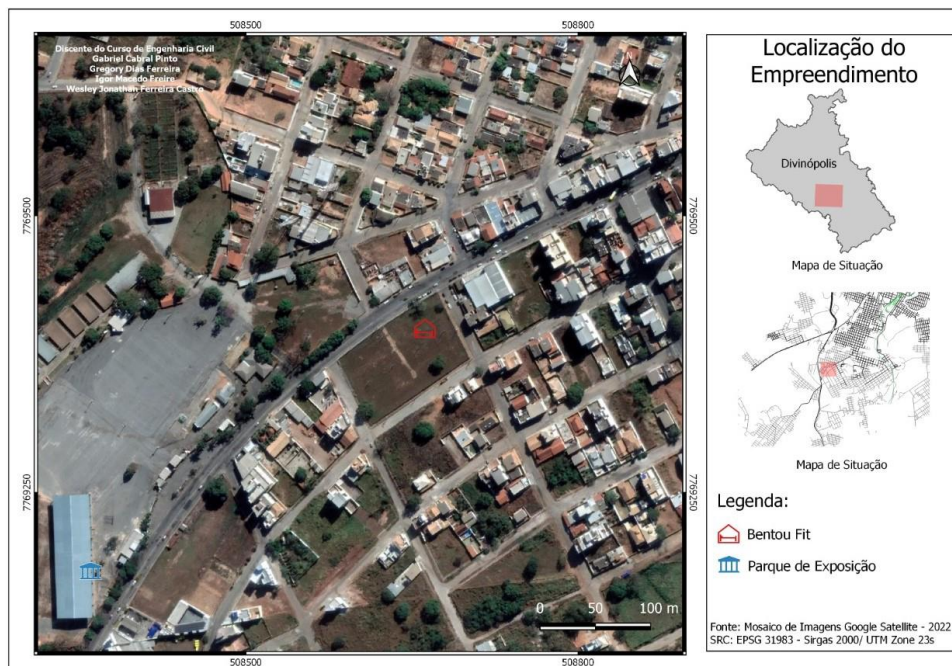 508500
508800
Discente do Curso de Engenharia Civil
Gabriel Cabral Pinto
Gregory Dias Ferreira
Igor Macedo Freire
Wesley Jonathan Ferreira Castro
N
7769500
7769500
7769250
7769250
0 50 100 m
508500
508800
Localização do
Empreendimento
Divinópolis
Mapa de Situação
Mapa de Situação
Legenda:
Bentou Fit
Parque de Exposição
Fonte: Mosaico de Imagens Google Satellite - 2022
SRC: EPSG 31983 - Sirgas 2000/ UTM Zone 23s